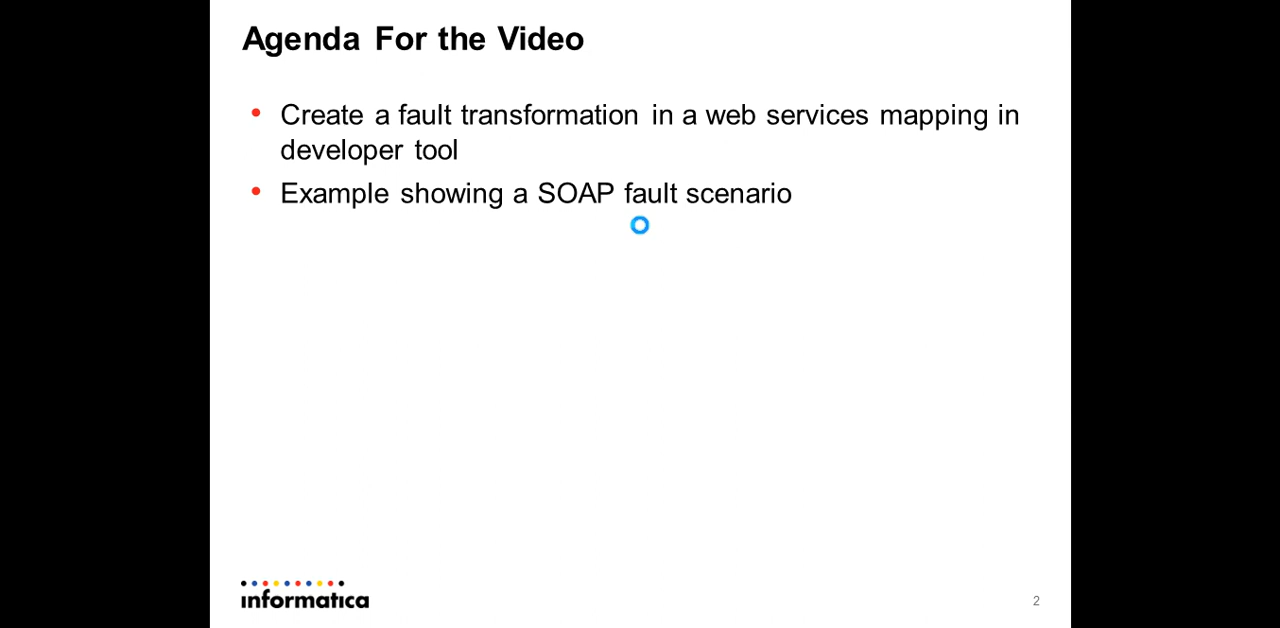 Agenda For the Video
• Create a fault transformation in a web services mapping in
developer tool
• Example showing a SOAP fault scenario
informatica
2